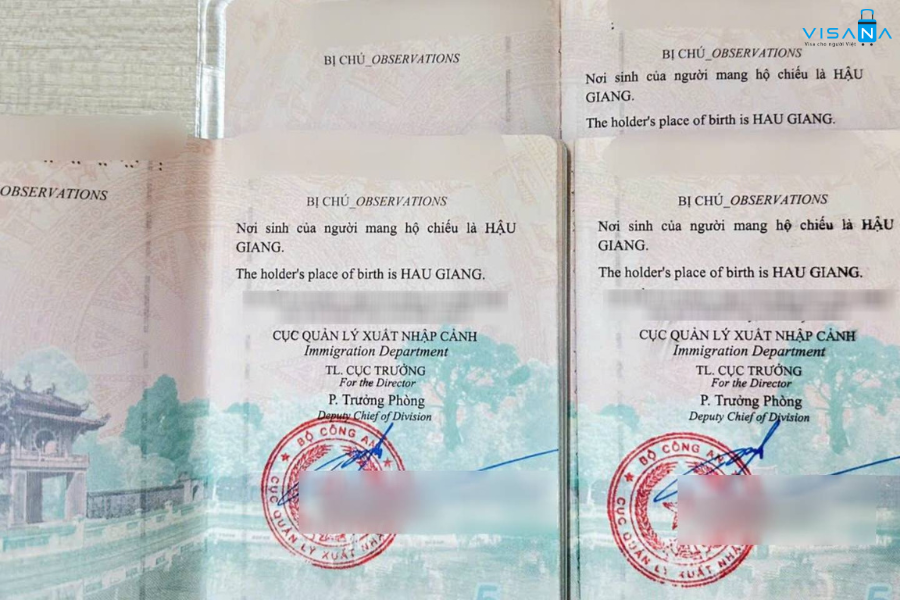 VISANA
Visa cho người Việt
BỊ CHÚ_OBSERVATIONS
BỊ CHÚ_OBSERVATIONS
Nơi sinh của người mang hộ chiếu là HẬU
GIANG.
The holder's place of birth is HAU GIANG.
OBSERVATIONS
BỊ CHÚ_OBSERVATIONS
Nơi sinh của người mang hộ chiếu là HẬU
GIANG.
The holder's place of birth is HAU GIANG.
CỤC QUẢN LÝ XUẤT NHẬP CẢNH
Immigration Department
TL. CỤC TRƯỞNG
For the Director
P. Trưởng Phòng
Deputy Chief of Division
BỘ CÔNG AN
CỤC QUẢN LÝ XUẤT NHẬ
5
BỊ CHÚ_OBSERVATIONS
Nơi sinh của người mang hộ chiếu là HẬU
GIANG.
The holder's place of birth is HAU GIANG.
CỤC QUẢN LÝ XUẤT NHẬP CẢNH
Immigration Department
TL. CỤC TRƯỞNG
For the Director
P. Trưởng Phòng
Deputy Chief of Division
BỘ CÔNG A
CỤC QUẢN LÝ XUẤT NHẬ
5